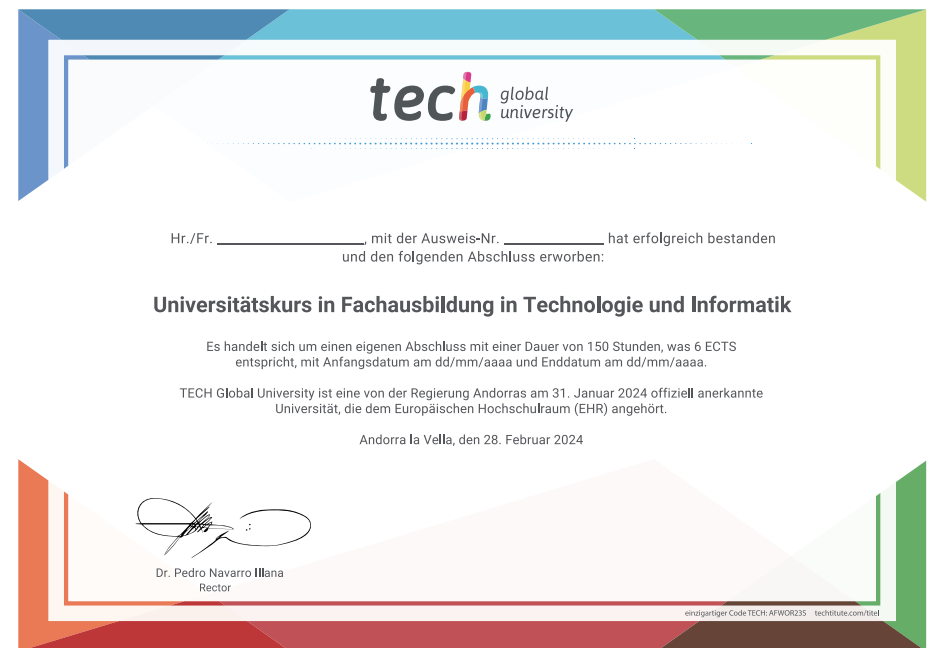 tech global
university
Hr./Fr. ____________________, mit der Ausweis-Nr. ______________ hat erfolgreich bestanden
und den folgenden Abschluss erworben:
Universitätskurs in Fachausbildung in Technologie und Informatik
Es handelt sich um einen eigenen Abschluss mit einer Dauer von 150 Stunden, was 6 ECTS
entspricht, mit Anfangsdatum am dd/mm/aaaa und Enddatum am dd/mm/aaaa.
TECH Global University ist eine von der Regierung Andorras am 31. Januar 2024 offiziell anerkannte
Universität, die dem Europäischen Hochschulraum (EHR) angehört.
Andorra la Vella, den 28. Februar 2024
Dr. Pedro Navarro Illana
Rector
einzigartiger Code TECH: AFWOR235 techtitute.com/titel